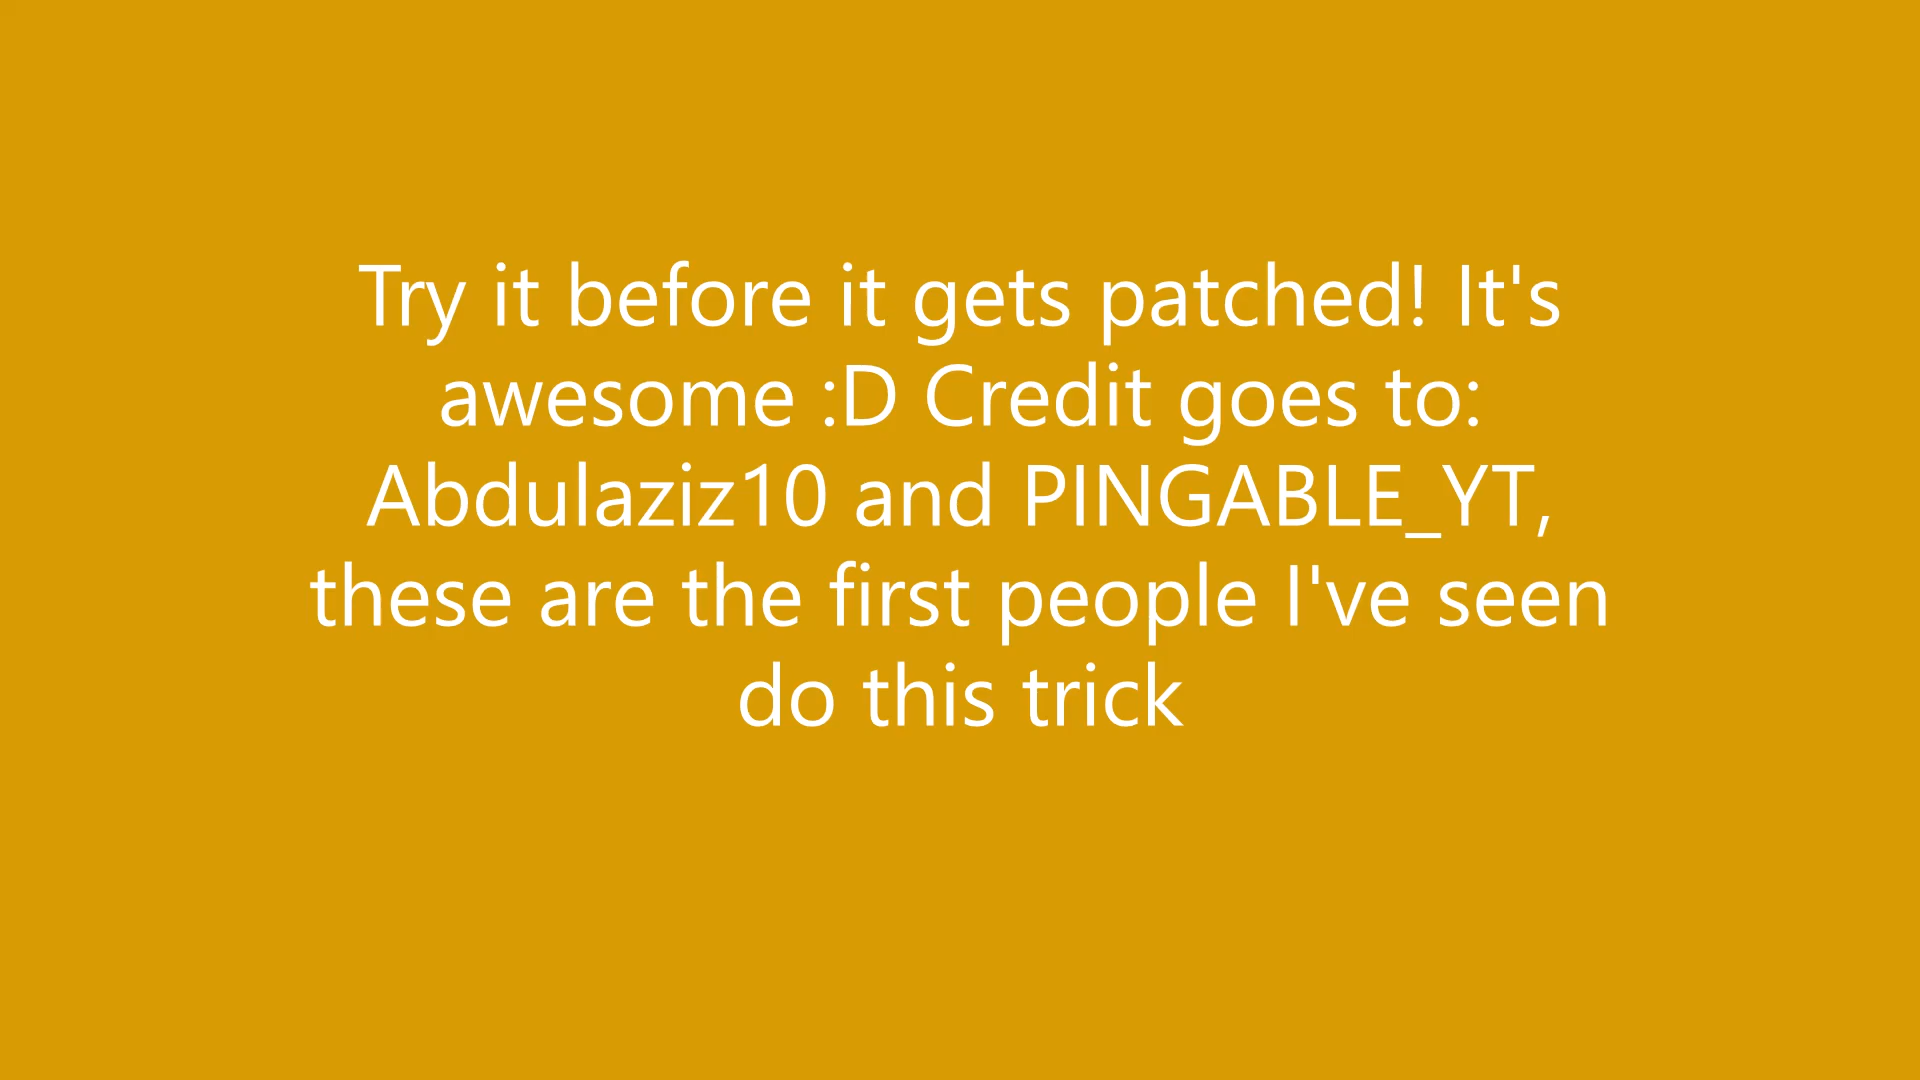 Try it before it gets patched! It's
awesome :D Credit goes to:
Abdulaziz10 and PINGABLE_YT,
these are the first people I've seen
do this trick